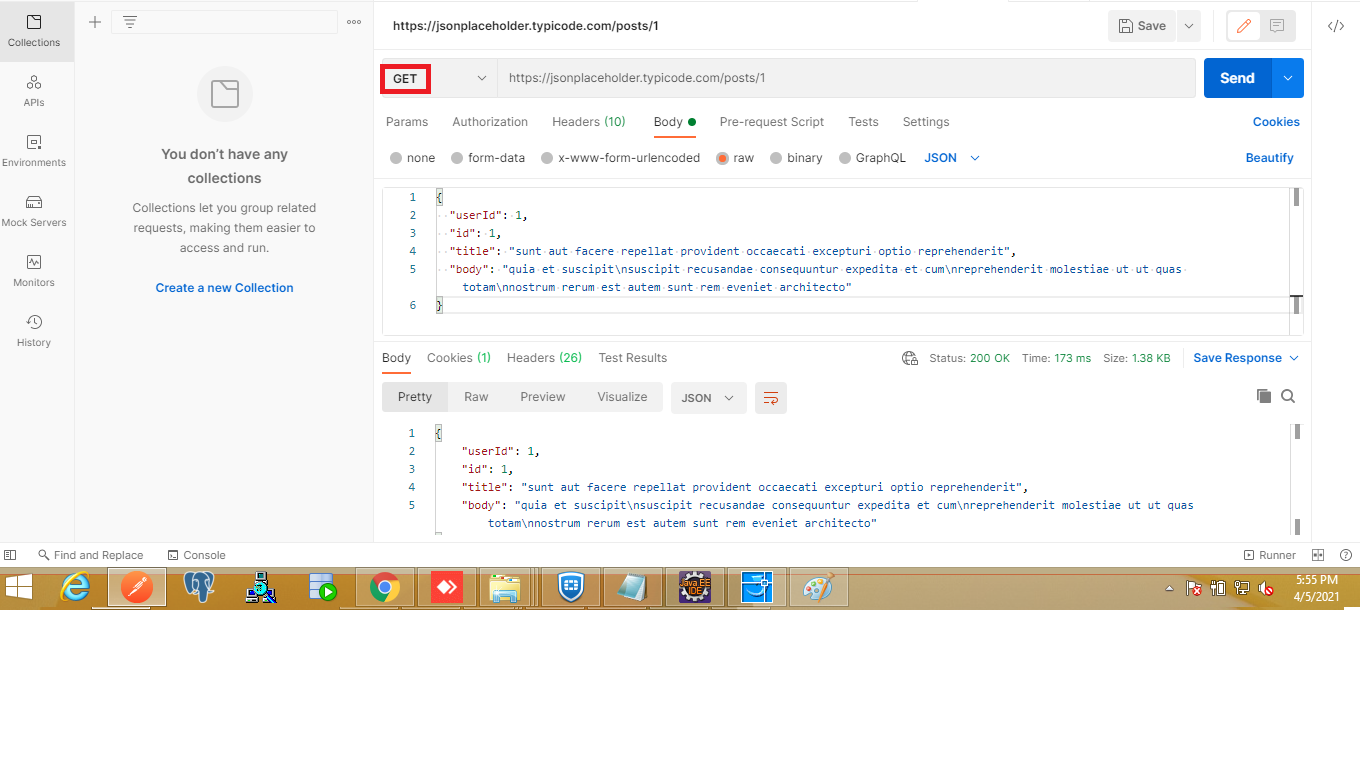 Collections
APIs
Environments
Mock Servers
Monitors
History
You don't have any
collections
Collections let you group related
requests, making them easier to
access and run.
Create a new Collection
https://jsonplaceholder.typicode.com/posts/1
Save
GET
https://jsonplaceholder.typicode.com/posts/1
Send
Params Authorization Headers (10) Body Pre-request Script Tests Settings Cookies
none form-data x-www-form-urlencoded raw binary GraphQL JSON Beautify
1 {
2 "userId": 1,
3 "id": 1,
4 "title": "sunt aut facere repellat provident occaecati excepturi optio reprehenderit",
5 "body": "quia et suscipit\nsuscipit recusandae consequuntur expedita et cum\nreprehenderit molestiae ut ut quas
totam\nnostrum rerum est autem sunt rem eveniet architecto"
6 }
Body Cookies (1) Headers (26) Test Results Status: 200 OK Time: 173 ms Size: 1.38 KB Save Response
Pretty Raw Preview Visualize JSON
1 {
2 "userId": 1,
3 "id": 1,
4 "title": "sunt aut facere repellat provident occaecati excepturi optio reprehenderit",
5 "body": "quia et suscipit\nsuscipit recusandae consequuntur expedita et cum\nreprehenderit molestiae ut ut quas
totam\nnostrum rerum est autem sunt rem eveniet architecto"
Find and Replace Console Runner
Java EE
IDE
5:55 PM
4/5/2021